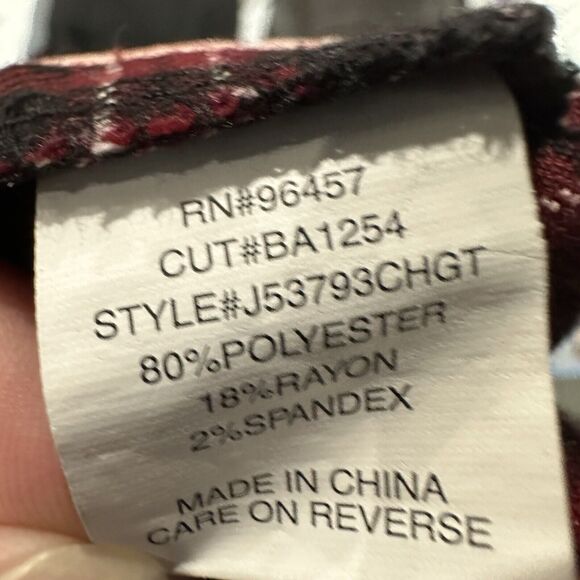 RN#96457
CUT#BA1254
STYLE#J53793CHGT
80%POLYESTER
18%RAYON
2%SPANDEX
MADE IN CHINA
CARE ON REVERSE